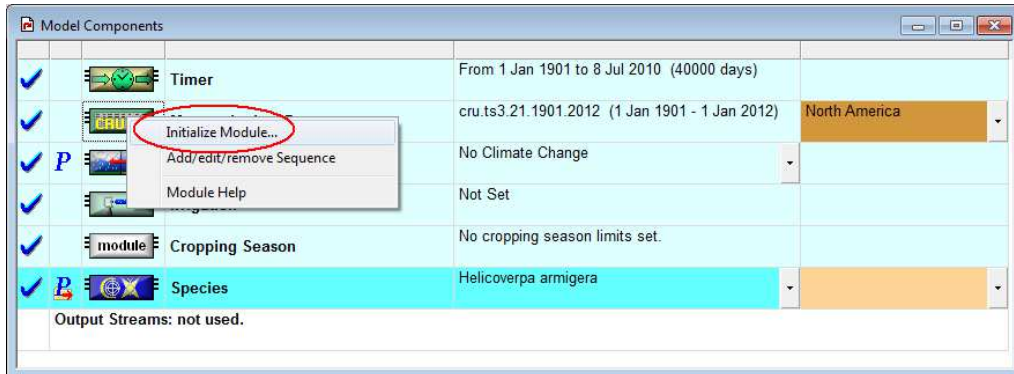 Model Components
Timer
From 1 Jan 1901 to 8 Jul 2010 (40000 days)
CRU
cru.ts3.21.1901.2012 (1 Jan 1901 - 1 Jan 2012)
North America
Initialize Module...
Add/edit/remove Sequence
Module Help
P
No Climate Change
Not Set
module
Cropping Season
No cropping season limits set.
P
Species
Helicoverpa armigera
Output Streams: not used.